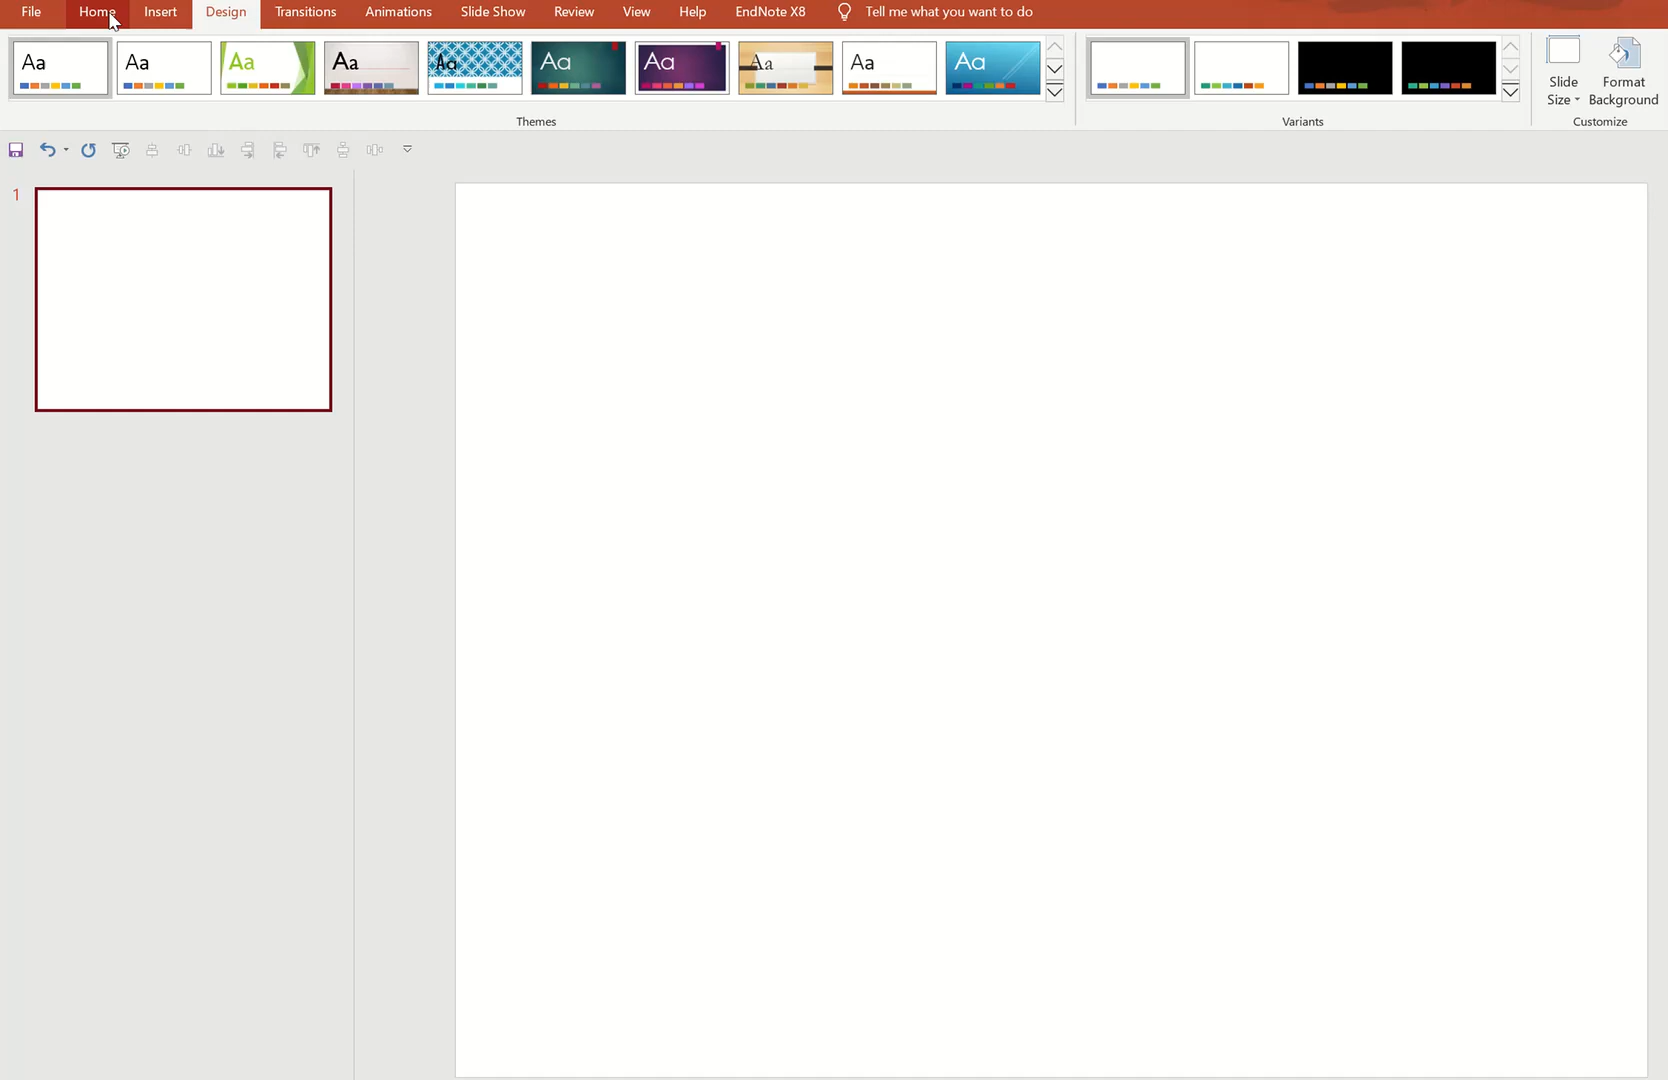 File Home Insert Design Transitions Animations Slide Show Review View Help EndNote X8 Tell me what you want to do
Aa Aa Aa Aa Aa Aa Aa Aa Aa Aa
Slide Size
Format Background
Themes Variants Customize
1